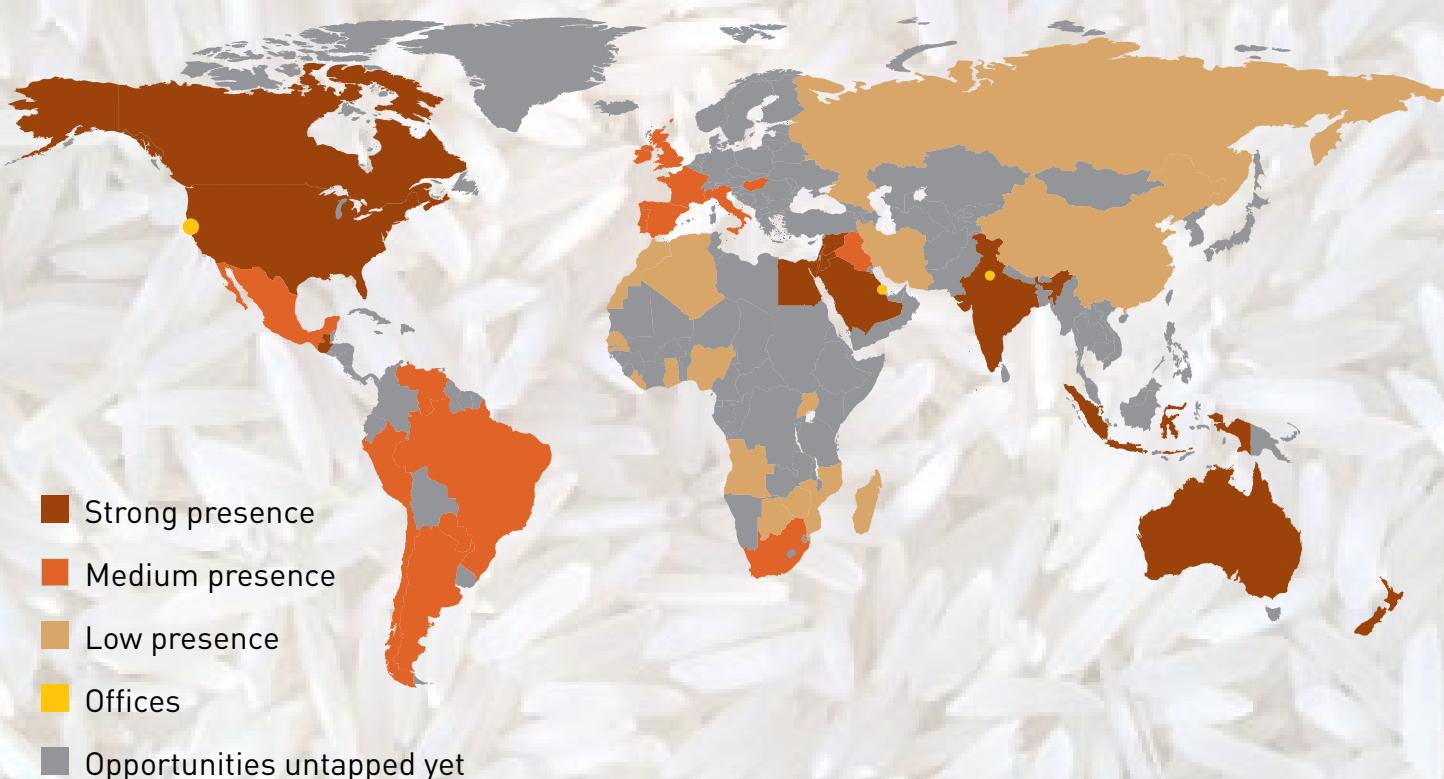 Strong presence
Medium presence
Low presence
Offices
Opportunities untapped yet